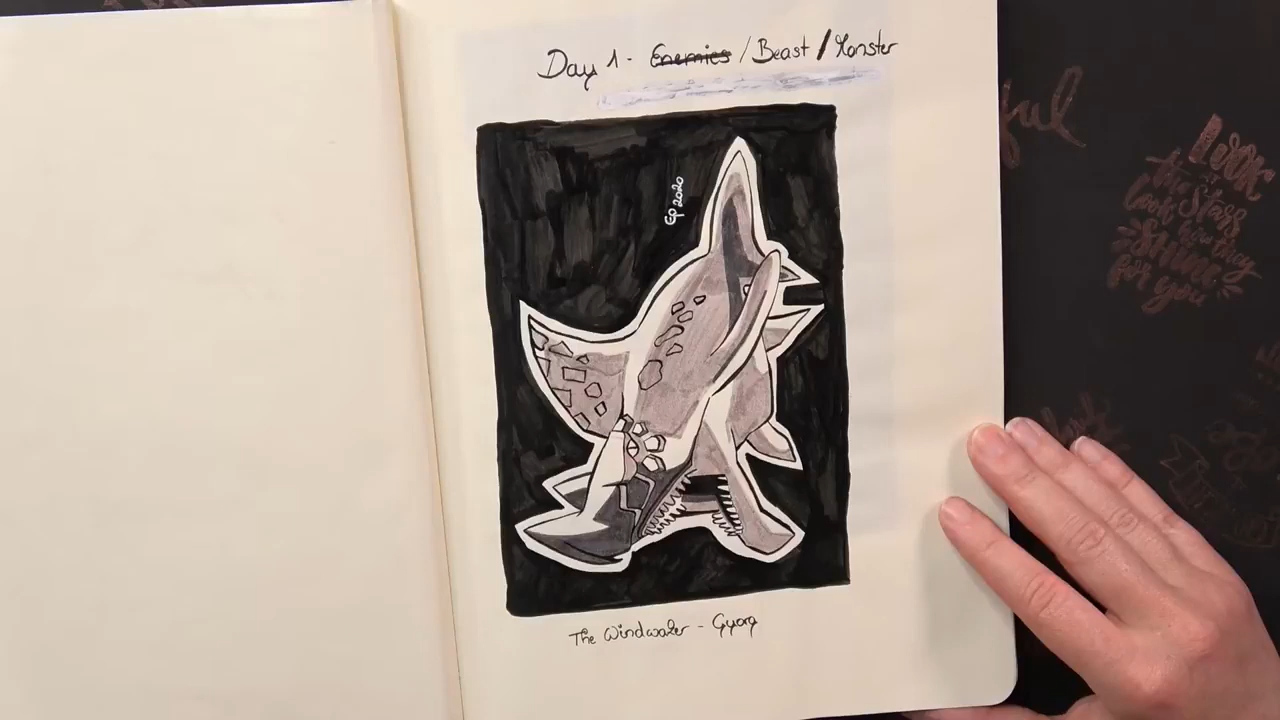 Day 1 - Enemies / Beast / Monster
EP 2020
The Windwaker - Gyorg
ful
Look
at
the stars
look how they
shine
for you